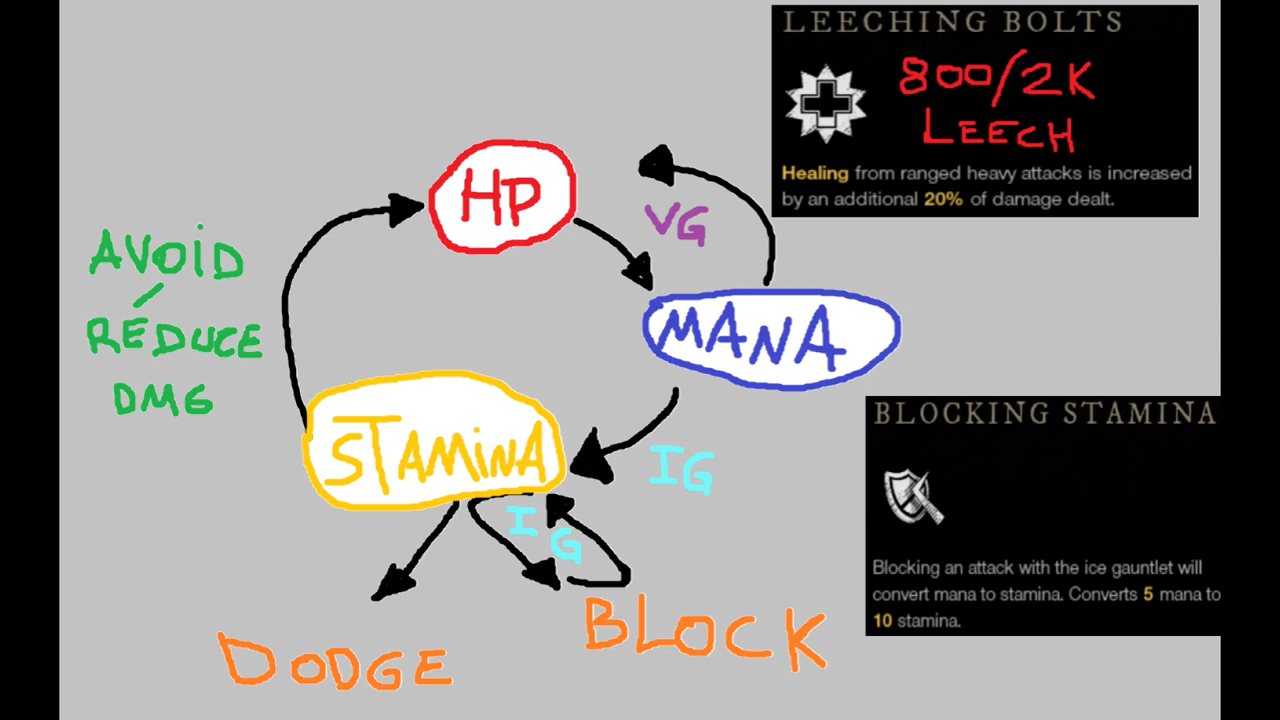 LEECHING BOLTS
800/2K
LEECH
Healing from ranged heavy attacks is increased
by an additional 20% of damage dealt.
HP
VG
AVOID
/
REDUCE
DMG
MANA
STAMINA
IG
IG
BLOCKING STAMINA
Blocking an attack with the ice gauntlet will
convert mana to stamina. Converts 5 mana to
10 stamina.
DODGE
BLOCK